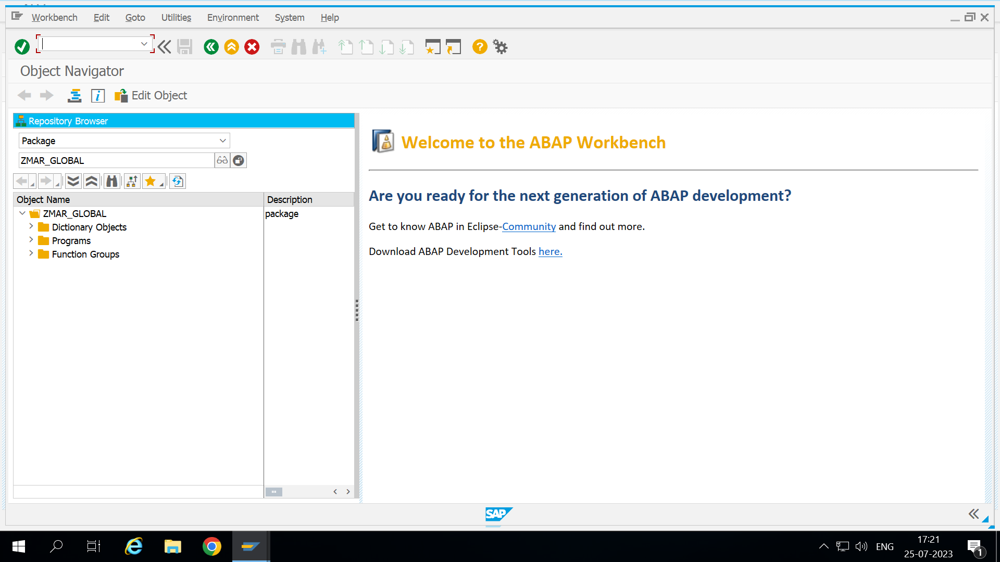 Workbench Edit Goto Utilities Environment System Help
Object Navigator
Edit Object
Repository Browser
Package
ZMAR_GLOBAL
Object Name Description
ZMAR_GLOBAL package
Dictionary Objects
Programs
Function Groups
Welcome to the ABAP Workbench
Are you ready for the next generation of ABAP development?
Get to know ABAP in Eclipse-Community and find out more.
Download ABAP Development Tools here.
SAP
ENG
17:21
25-07-2023
1